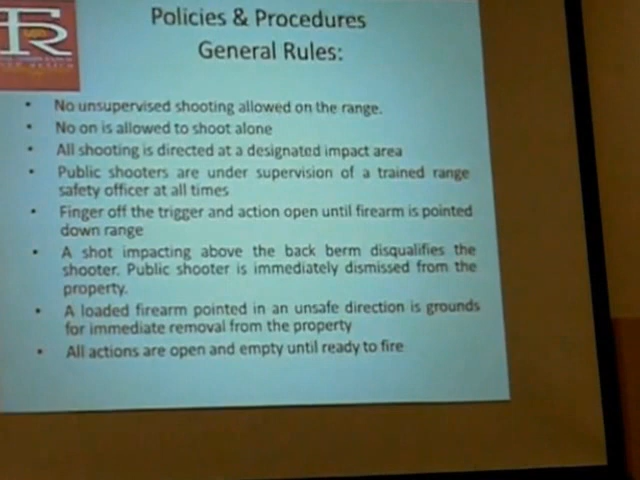 Policies & Procedures
General Rules:
• No unsupervised shooting allowed on the range.
• No on is allowed to shoot alone
• All shooting is directed at a designated impact area
• Public shooters are under supervision of a trained range
safety officer at all times
• Finger off the trigger and action open until firearm is pointed
down range
• A shot impacting above the back berm disqualifies the
shooter. Public shooter is immediately dismissed from the
property.
• A loaded firearm pointed in an unsafe direction is grounds
for immediate removal from the property
• All actions are open and empty until ready to fire